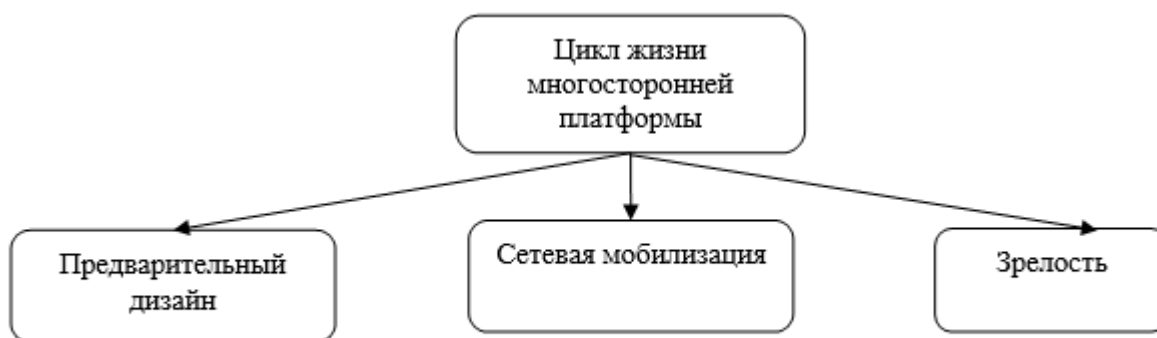 Цикл жизни
многосторонней
платформы
Предварительный
дизайн
Сетевая мобилизация
Зрелость